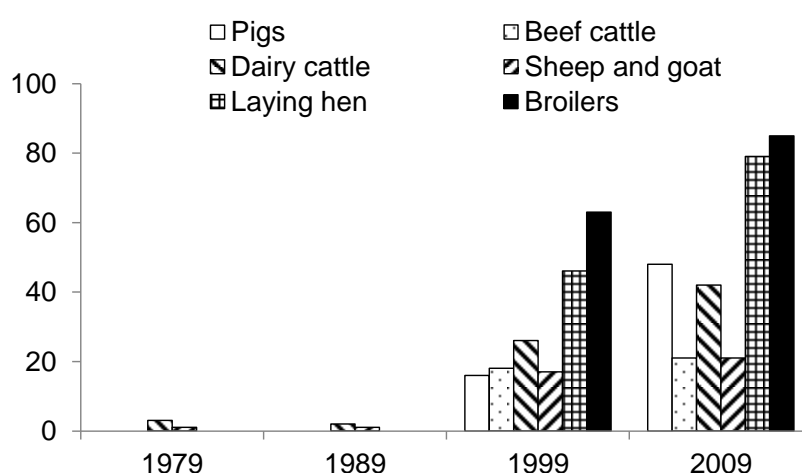 Pigs Beef cattle
Dairy cattle Sheep and goat
Laying hen Broilers
100
80
60
40
20
0
1979 1989 1999 2009